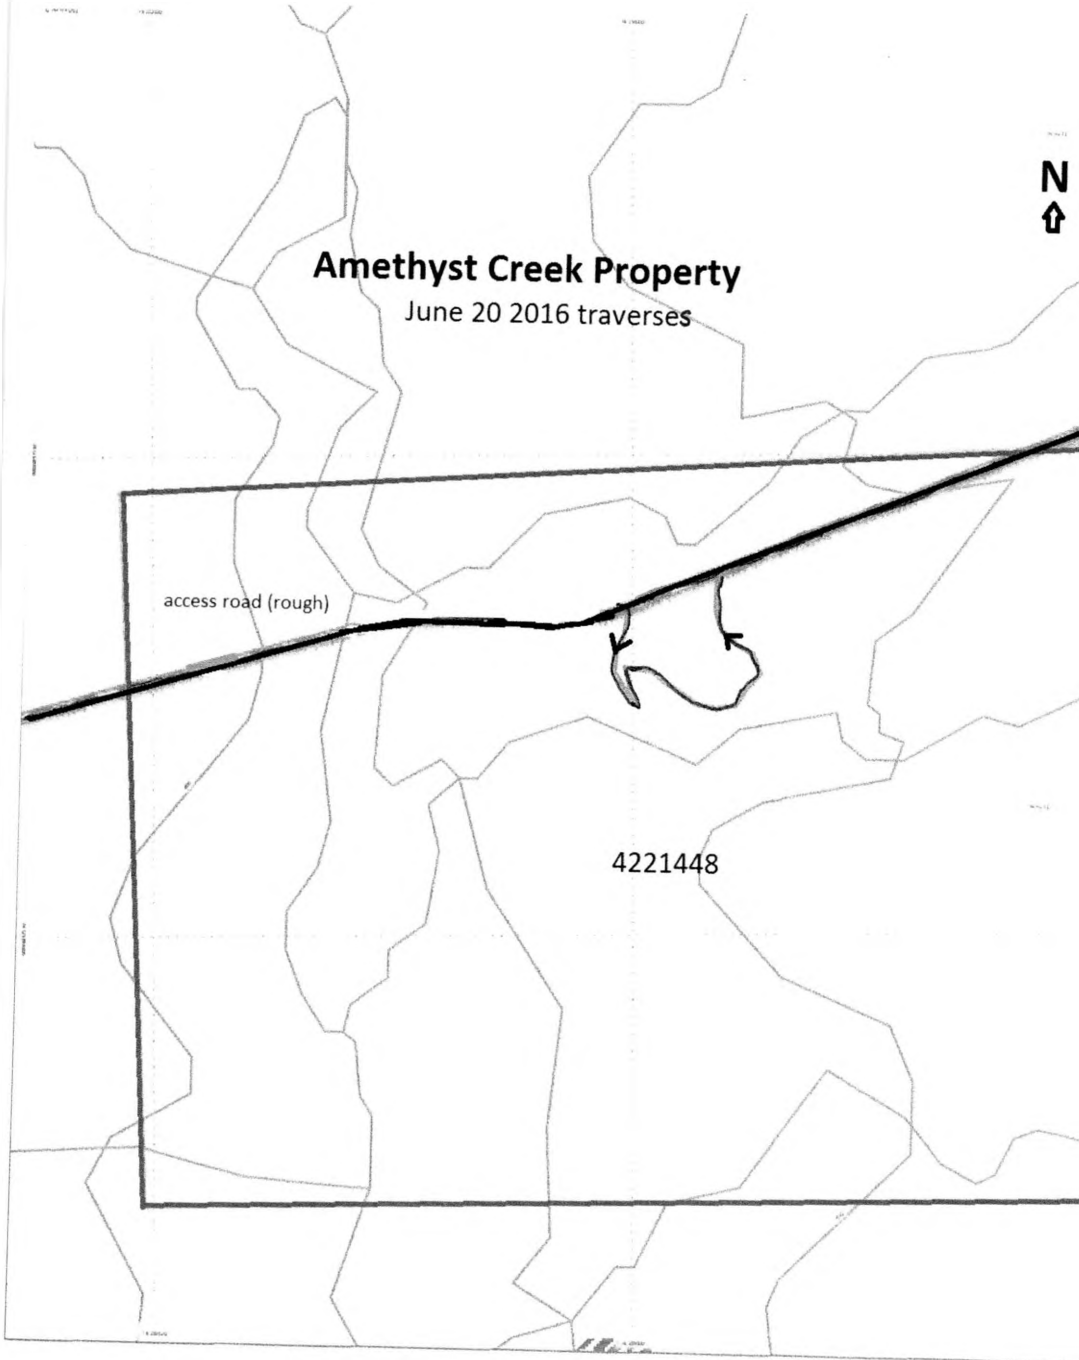 N
Amethyst Creek Property
June 20 2016 traverses
access road (rough)
4221448